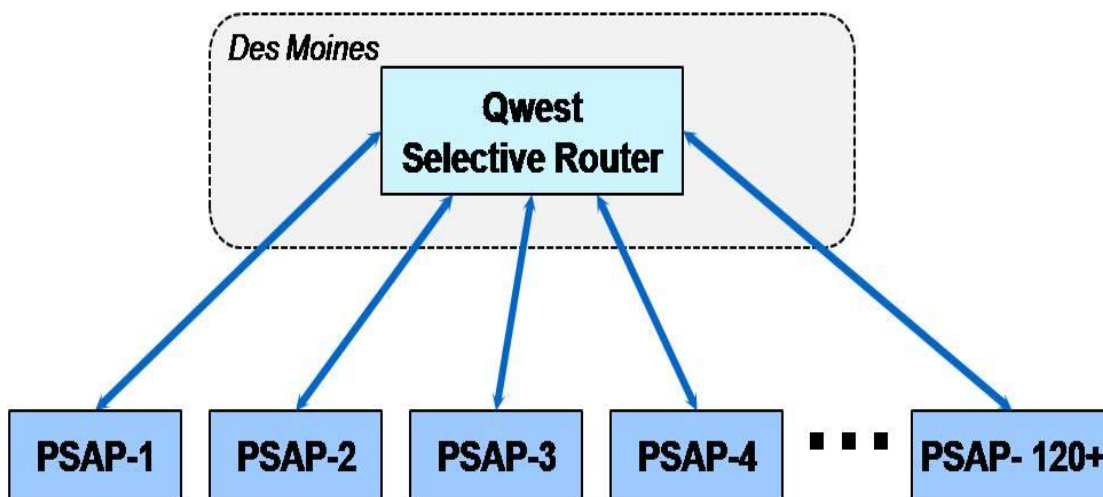 Des Moines
Qwest
Selective Router
PSAP-1
PSAP-2
PSAP-3
PSAP-4
PSAP- 120+